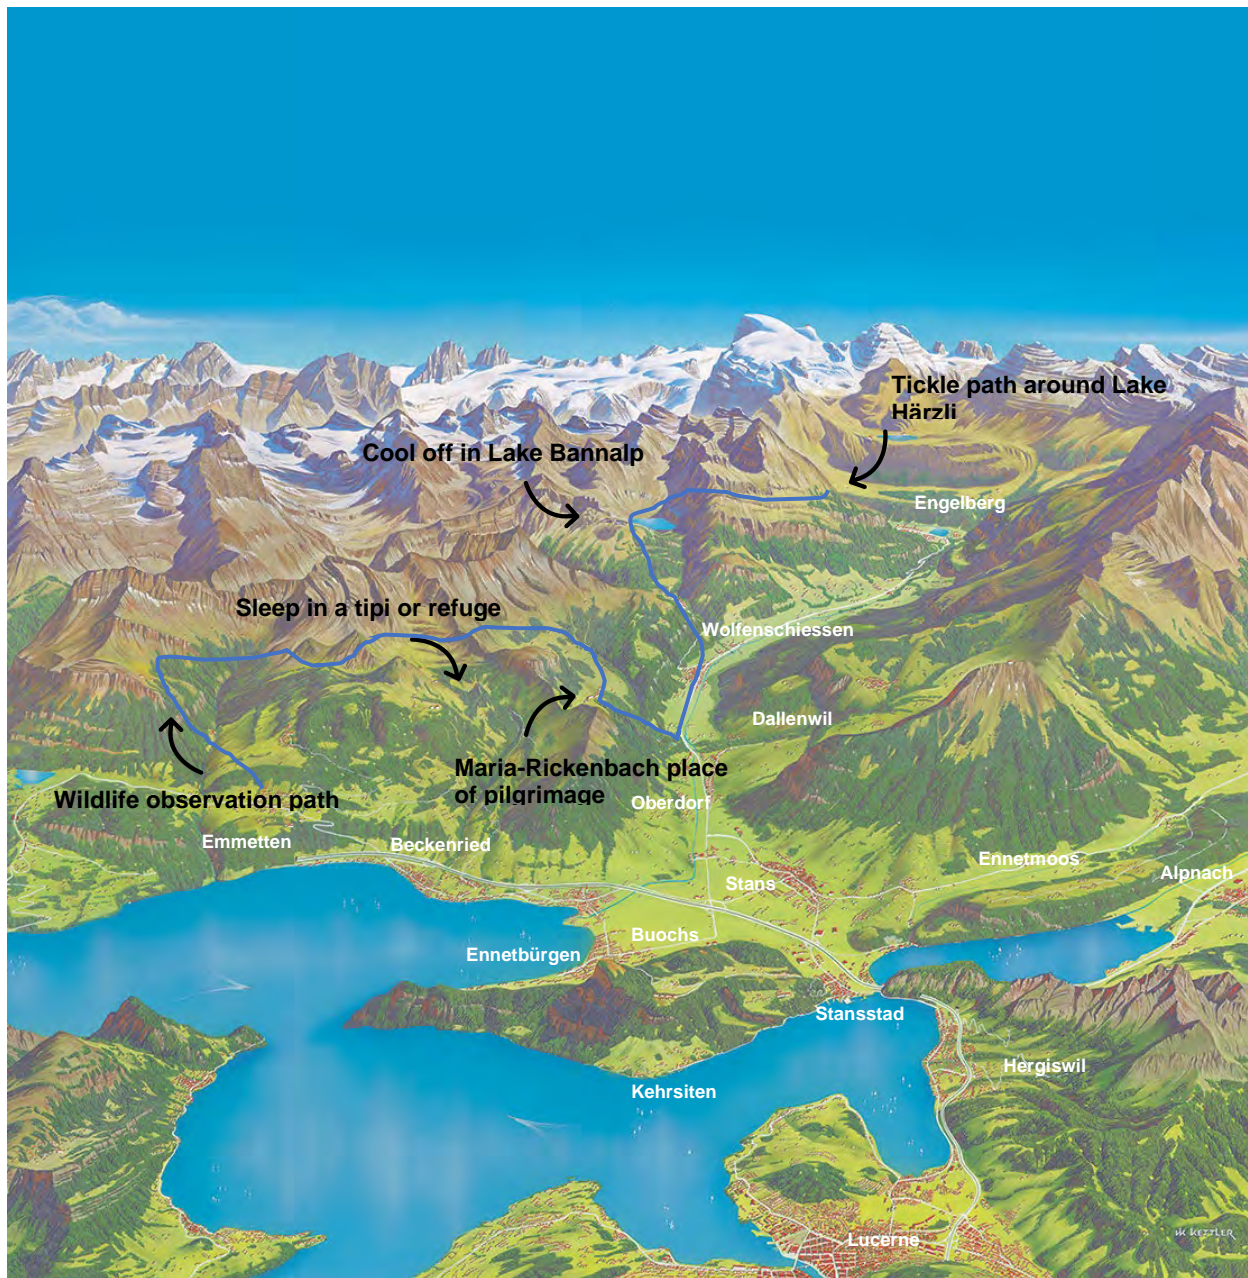 Tickle path around Lake
Härzli
Cool off in Lake Bannalp
Engelberg
Sleep in a tipi or refuge
Wolfenschiessen
Dallenwil
Maria-Rickenbach place
of pilgrimage
Wildlife observation path
Oberdorf
Emmetten
Beckenried
Ennetmoos
Alpnach
Stans
Buochs
Ennetbürgen
Stansstad
Hergiswil
Kehrsiten
Lucerne
KETTLER